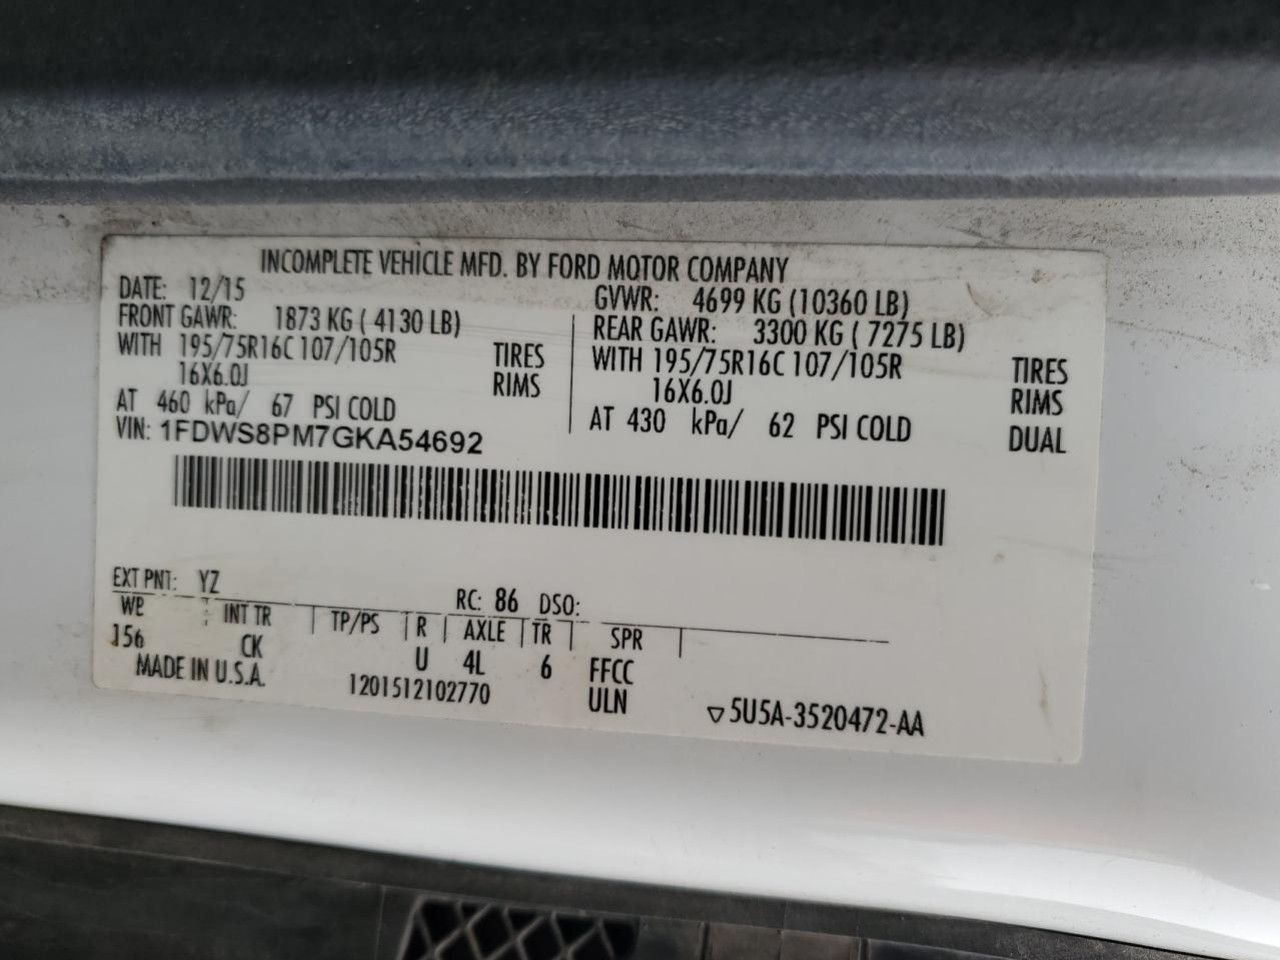 INCOMPLETE VEHICLE MFD. BY FORD MOTOR COMPANY
DATE: 12/15
GVWR: 4699 KG (10360 LB)
FRONT GAWR: 1873 KG ( 4130 LB)
REAR GAWR: 3300 KG ( 7275 LB)
WITH 195/75R16C 107/105R TIRES
WITH 195/75R16C 107/105R TIRES
16X6.0J RIMS
16X6.0J RIMS
AT 460 kPa/ 67 PSI COLD
AT 430 kPa/ 62 PSI COLD DUAL
VIN: 1FDWS8PM7GKA54692
EXT PNT: YZ RC: 86 DSO:
WB INT TR TP/PS R AXLE TR SPR
156 CK U 4L 6 FFCC
MADE IN U.S.A. 1201512102770 ULN ▽5U5A-3520472-AA